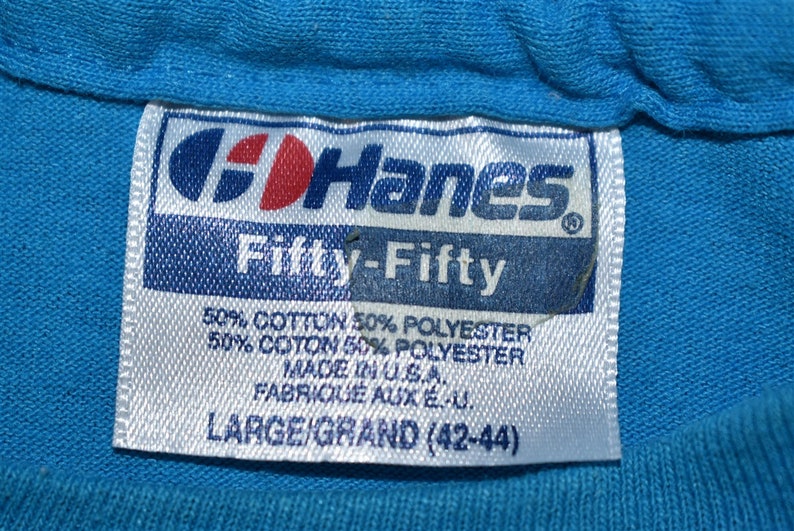 Hanes®
Fifty-Fifty
50% COTTON 50% POLYESTER
50% COTON 50% POLYESTER
MADE IN U.S.A.
FABRIQUE AUX É.-U.
LARGE/GRAND (42-44)